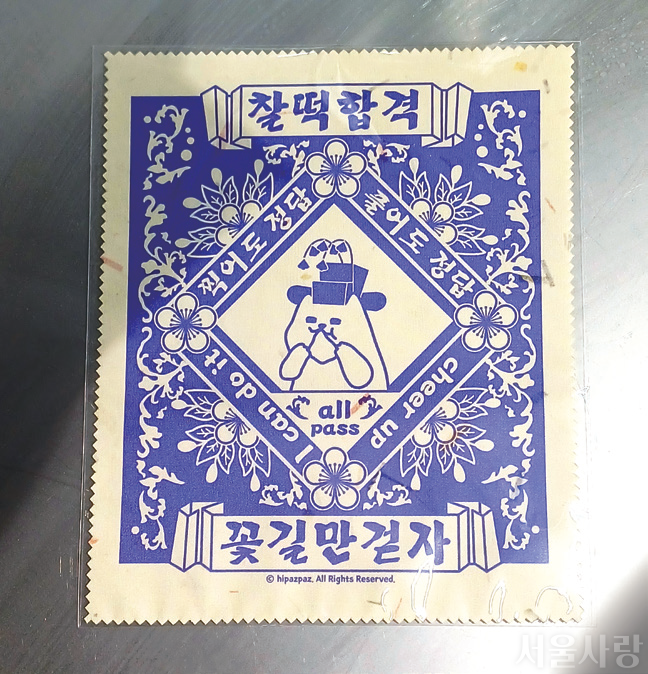 찰떡합격
찍어도 정답
풀어도 정답
I can do it
cheer up
all
pass
꽃길만걷자
© hipazpaz. All Rights Reserved.
서울사랑